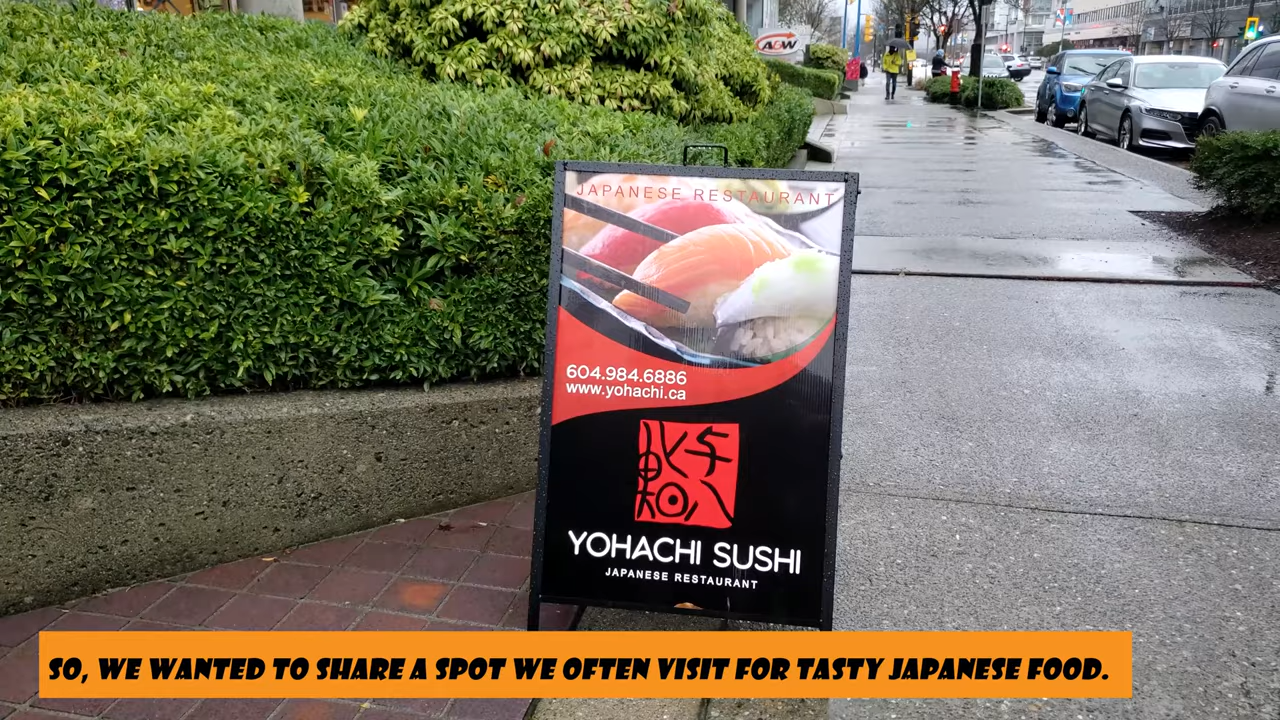 A&W
JAPANESE RESTAURANT
604.984.6886
www.yohachi.ca
YOHACHI SUSHI
JAPANESE RESTAURANT
SO, WE WANTED TO SHARE A SPOT WE OFTEN VISIT FOR TASTY JAPANESE FOOD.